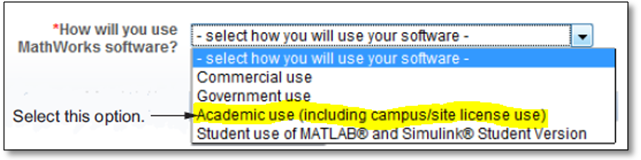 *How will you use
MathWorks software?
- select how you will use your software -
- select how you will use your software -
Commercial use
Government use
Select this option.
Academic use (including campus/site license use)
Student use of MATLAB® and Simulink® Student Version